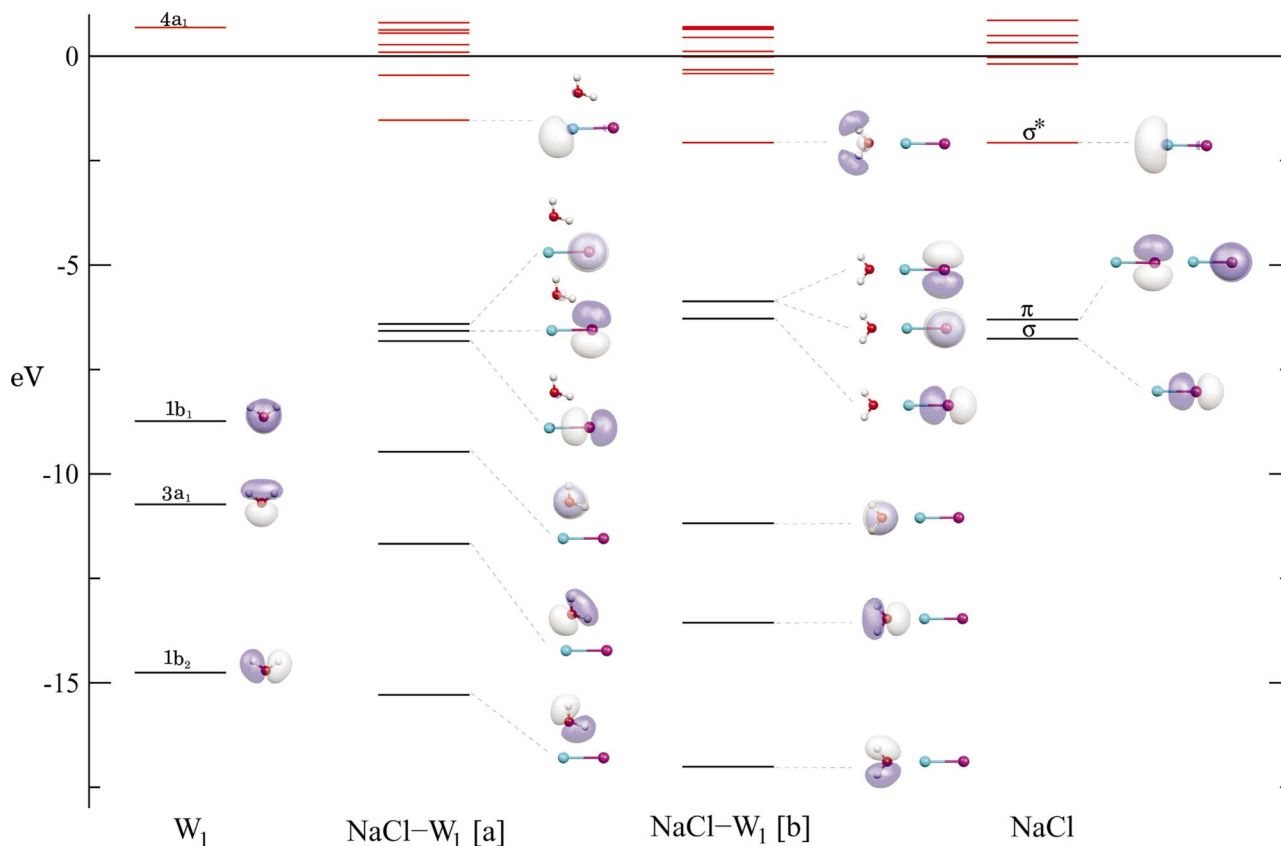 4a₁
0
σ*
-5
π
σ
eV
1b₁
-10
3a₁
1b₂
-15
W₁
NaCl−W₁ [a]
NaCl−W₁ [b]
NaCl